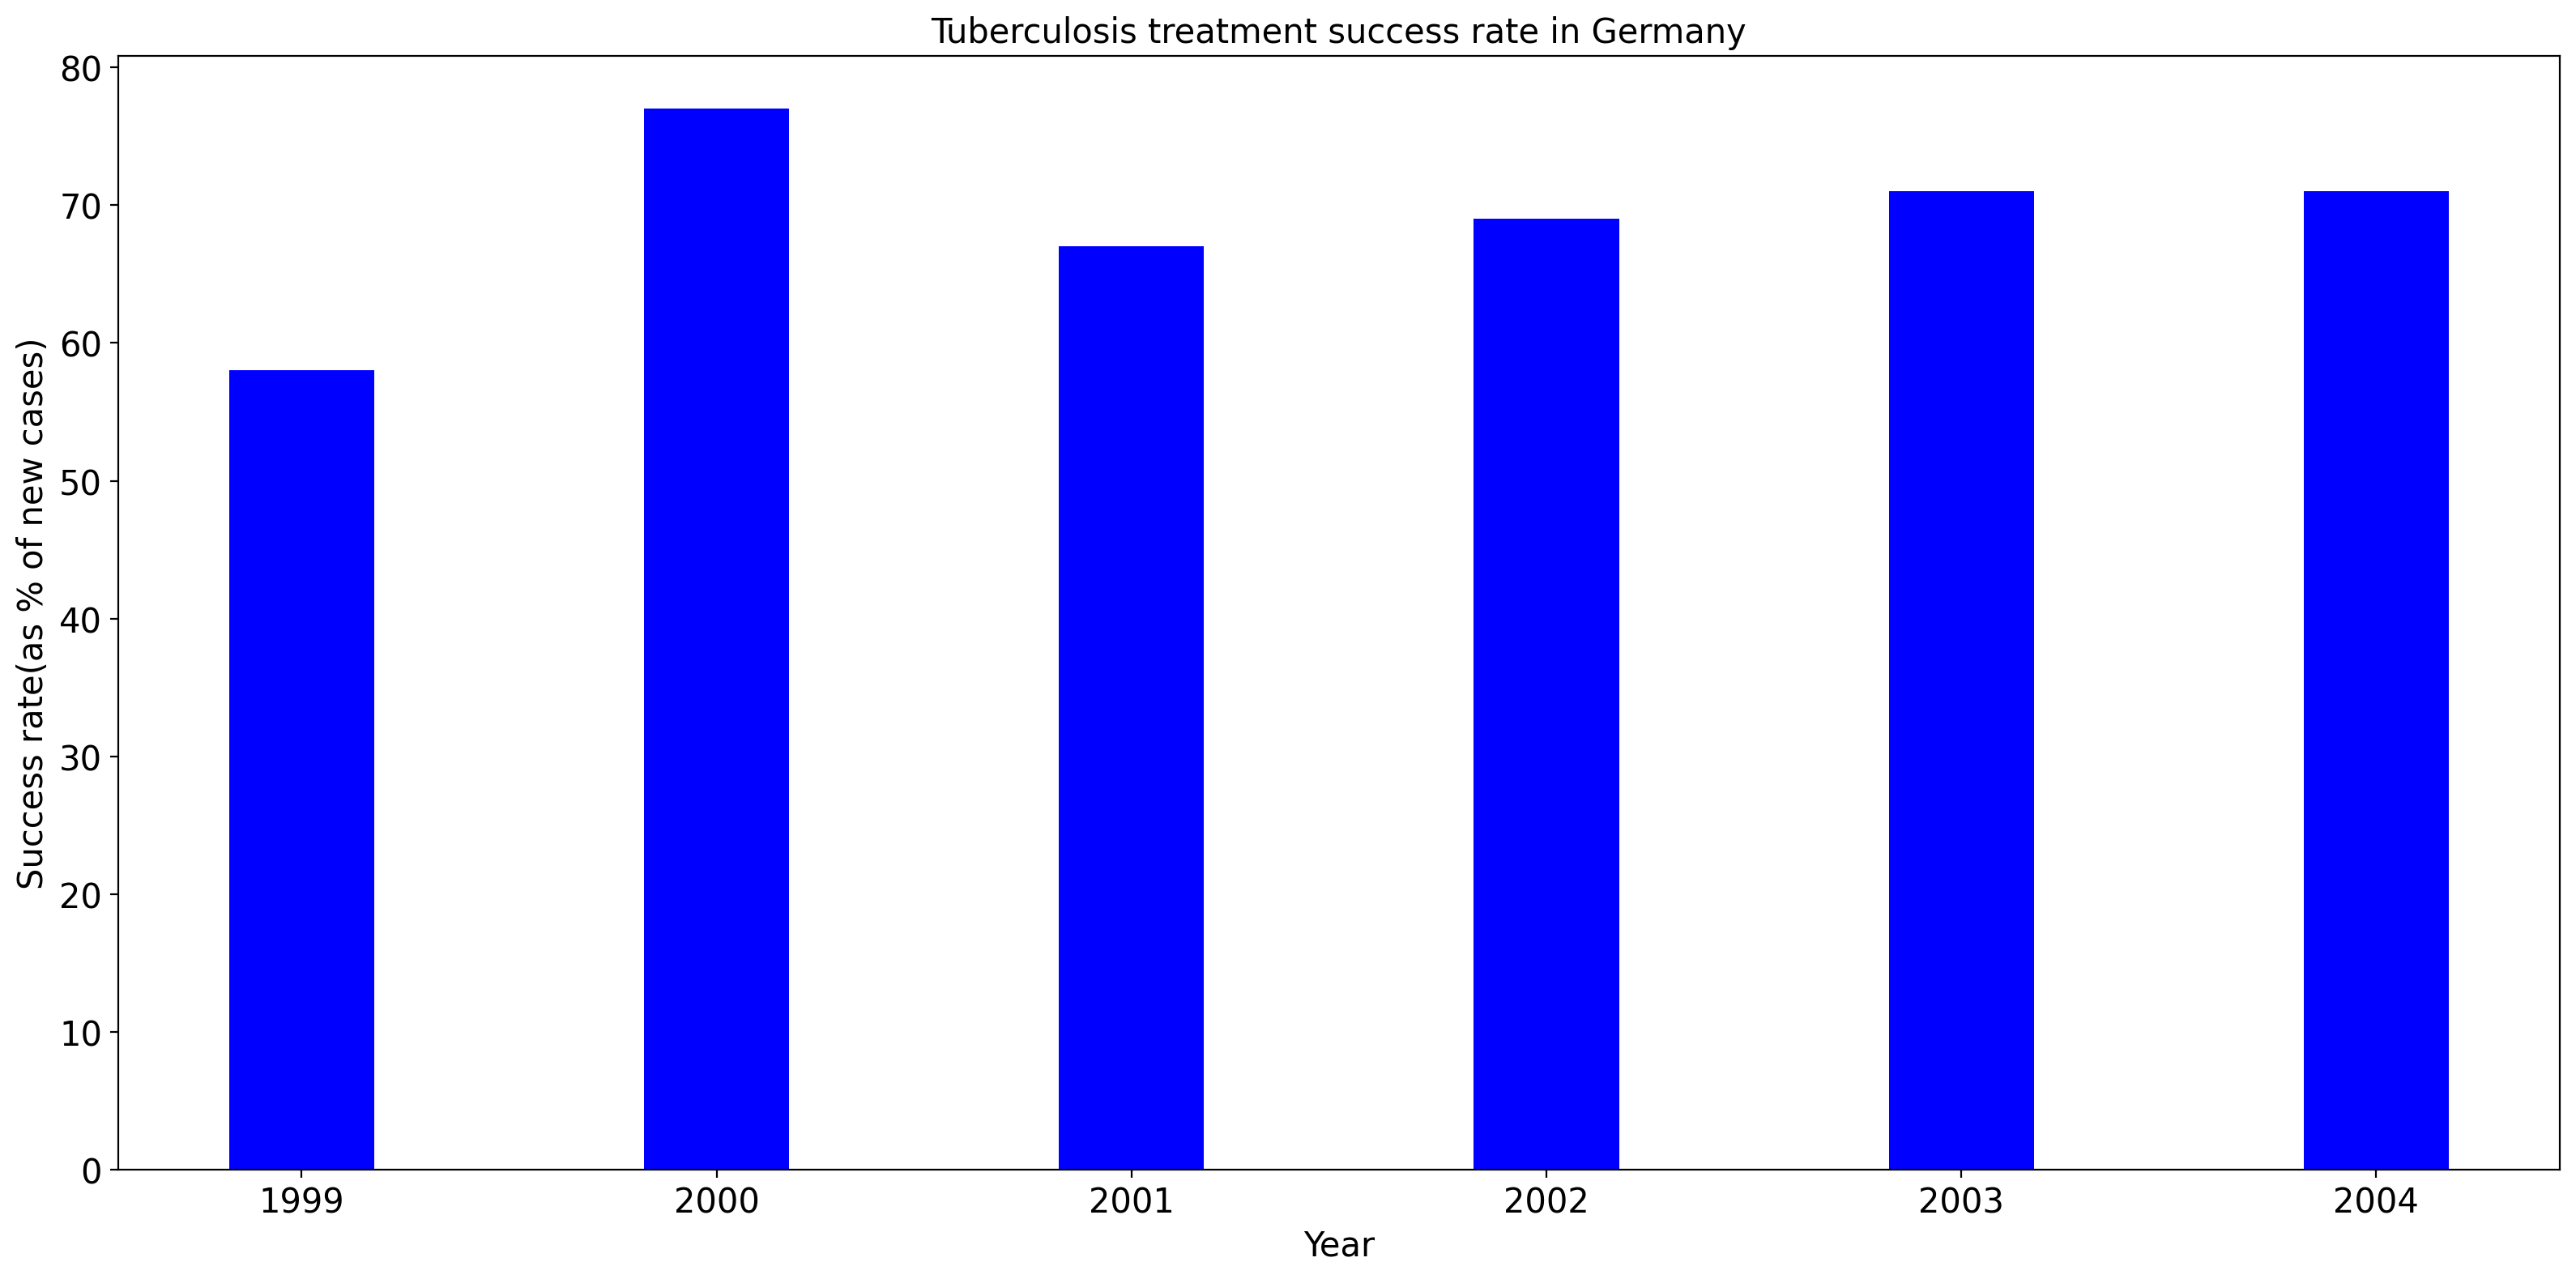 Tuberculosis treatment success rate in Germany
Success rate(as % of new cases)
80
70
60
50
40
30
20
10
0
1999 2000 2001 2002 2003 2004
Year